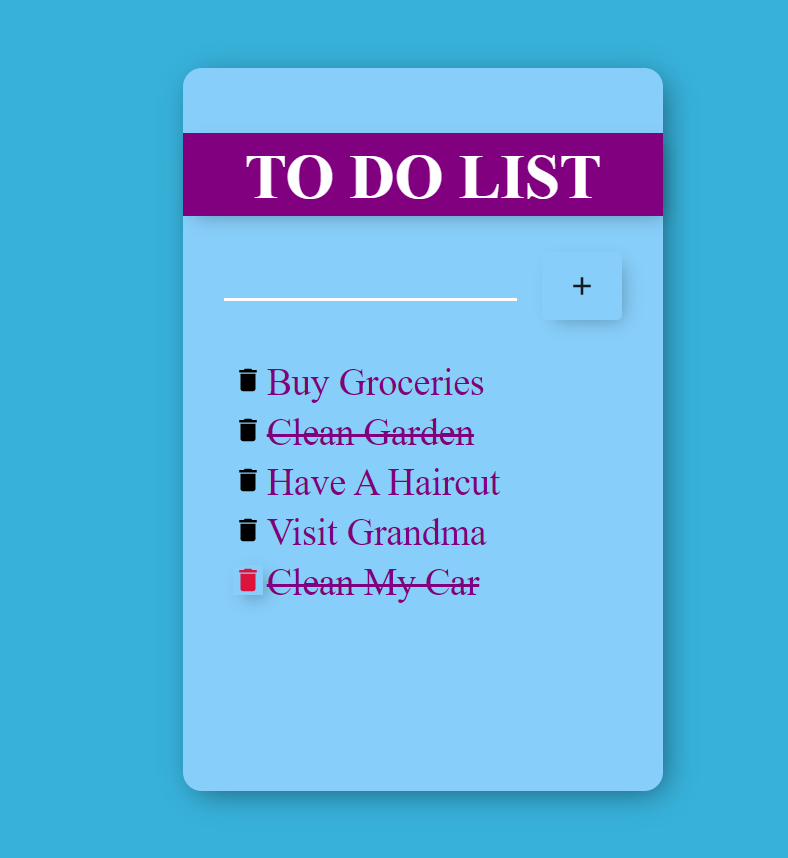 TO DO LIST
+
Buy Groceries
Clean Garden
Have A Haircut
Visit Grandma
Clean My Car